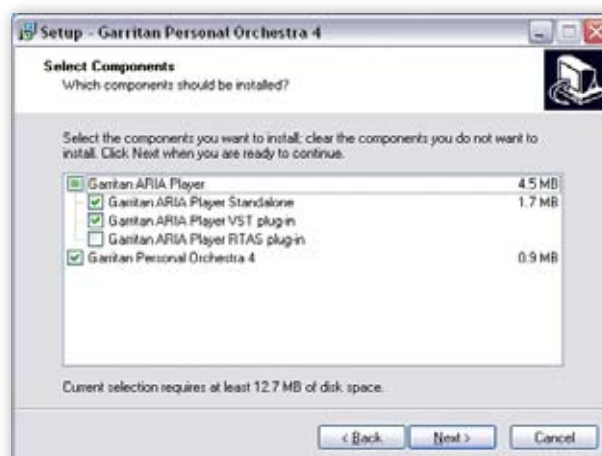 Setup - Garritan Personal Orchestra 4
Select Components
Which components should be installed?
Select the components you want to install; clear the components you do not want to
install. Click Next when you are ready to continue.
Garritan ARIA Player 4.5 MB
Garritan ARIA Player Standalone 1.7 MB
Garritan ARIA Player VST plug-in
Garritan ARIA Player RTAS plug-in
Garritan Personal Orchestra 4 0.9 MB
Current selection requires at least 12.7 MB of disk space.
< Back Next > Cancel